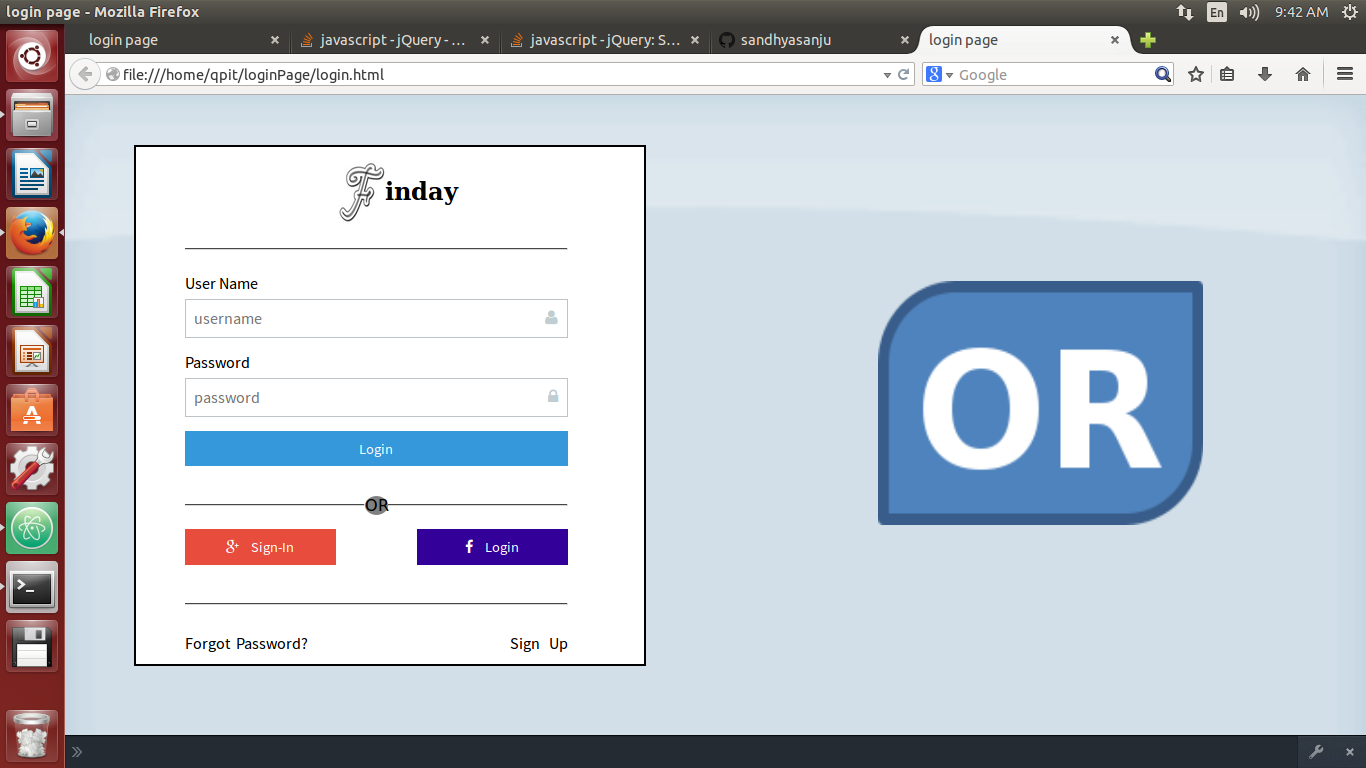 login page - Mozilla Firefox
En
9:42 AM
login page
javascript - jQuery - ...
javascript - jQuery: S...
sandhyasanju
login page
file:///home/qpit/loginPage/login.html
8
Google
Finday
User Name
username
Password
password
Login
OR
g+ Sign-In
f Login
Forgot Password?
Sign Up
OR